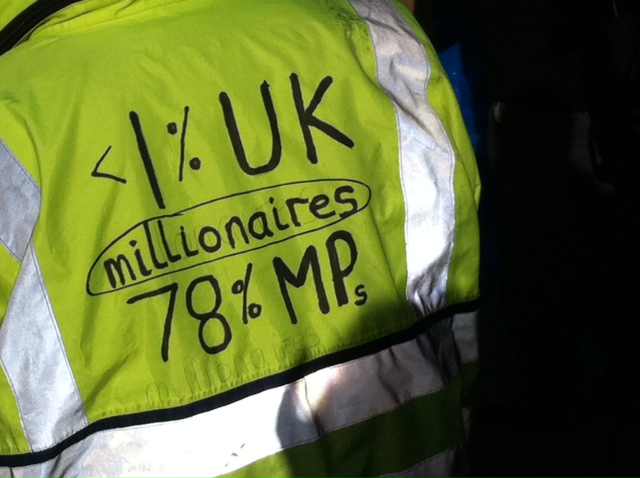 <1% UK
millionaires
78% MPs